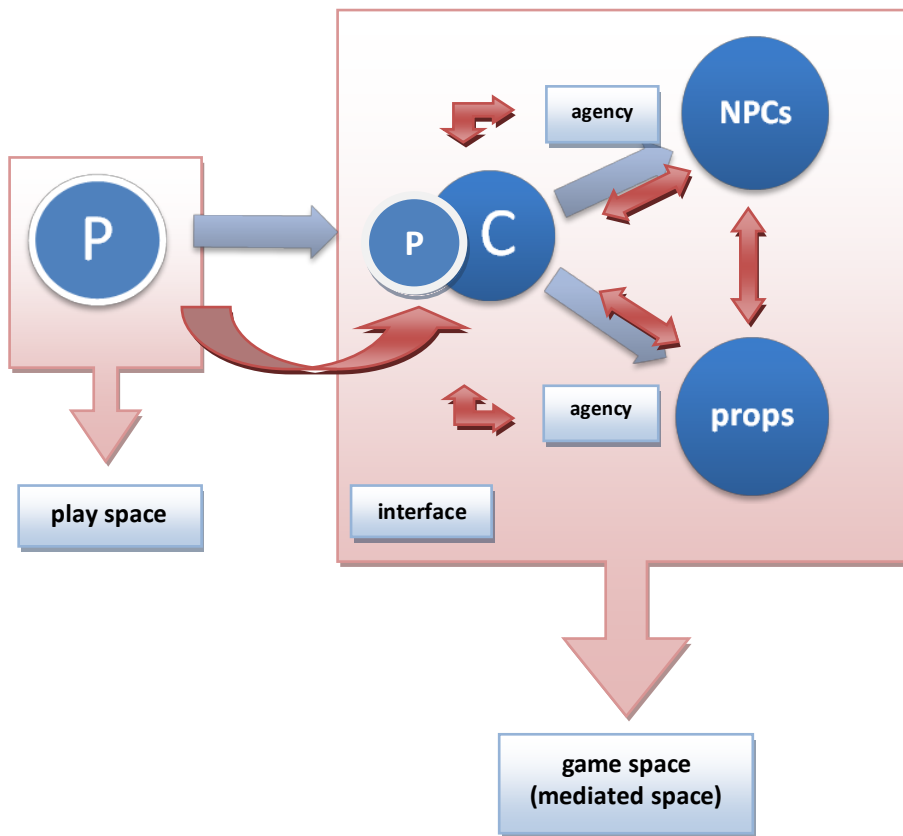 agency
NPCs
P
P
C
props
agency
play space
interface
game space
(mediated space)